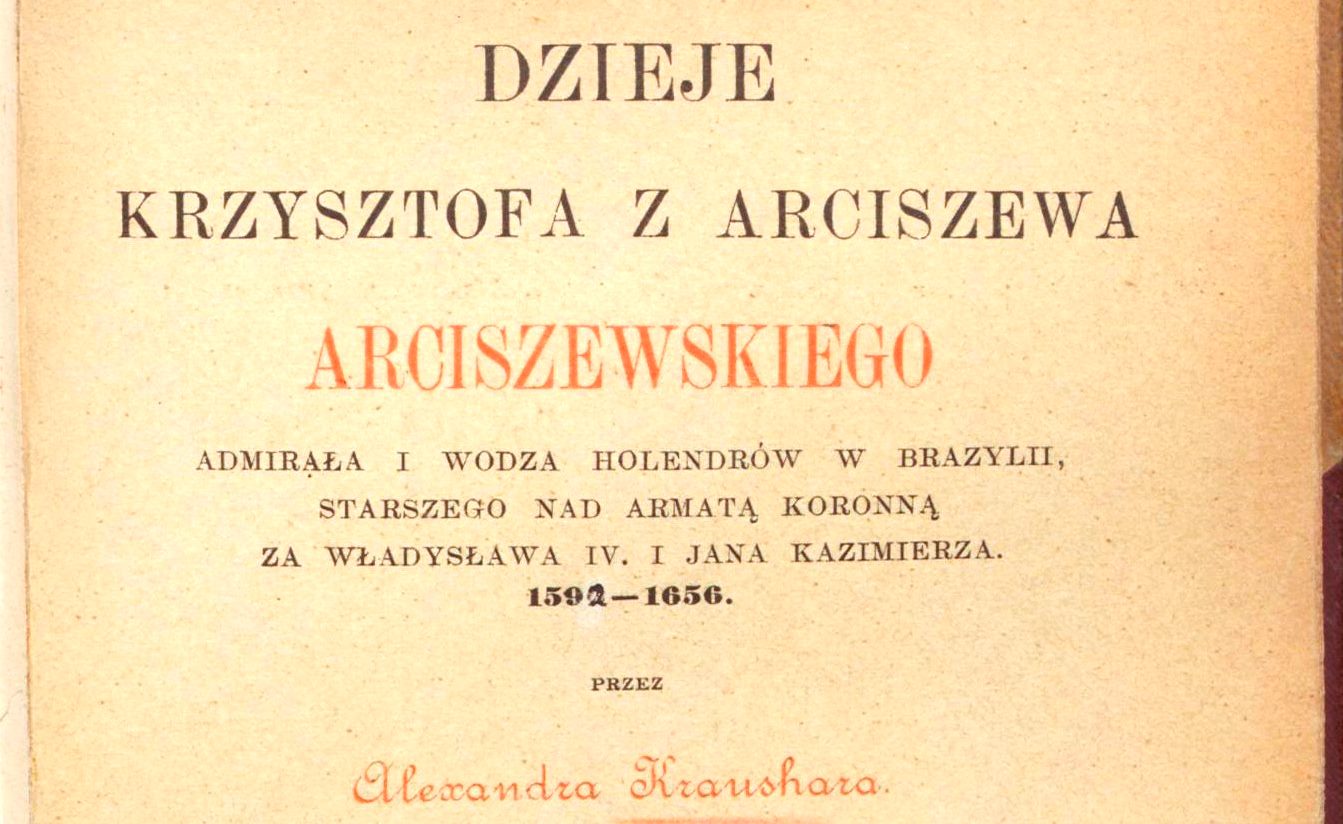 DZIEJE
KRZYSZTOFA Z ARCISZEWA
ARCISZEWSKIEGO
ADMIRAŁA I WODZA HOLENDRÓW W BRAZYLII,
STARSZEGO NAD ARMATĄ KORONNĄ
ZA WŁADYSŁAWA IV. I JANA KAZIMIERZA.
1592—1656.
PRZEZ
Alexandra Kraushara.